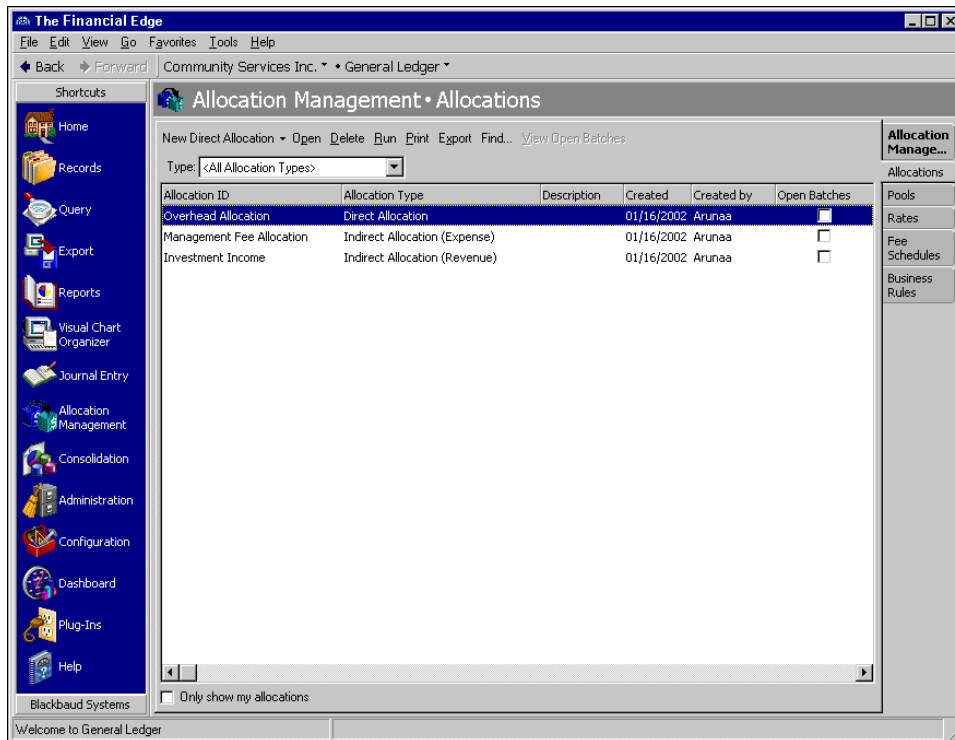 The Financial Edge
File Edit View Go Favorites Tools Help
Back Forward Community Services Inc. • General Ledger
Shortcuts
Home
Records
Query
Export
Reports
Visual Chart
Organizer
Journal Entry
Allocation
Management
Consolidation
Administration
Configuration
Dashboard
Plug-Ins
Help
Blackbaud Systems
Allocation Management • Allocations
New Direct Allocation Open Delete Run Print Export Find... View Open Batches
Type: <All Allocation Types>
Allocation ID Allocation Type Description Created Created by Open Batches
Overhead Allocation Direct Allocation 01/16/2002 Arunaa
Management Fee Allocation Indirect Allocation (Expense) 01/16/2002 Arunaa
Investment Income Indirect Allocation (Revenue) 01/16/2002 Arunaa
Only show my allocations
Allocation
Manage...
Allocations
Pools
Rates
Fee
Schedules
Business
Rules
Welcome to General Ledger